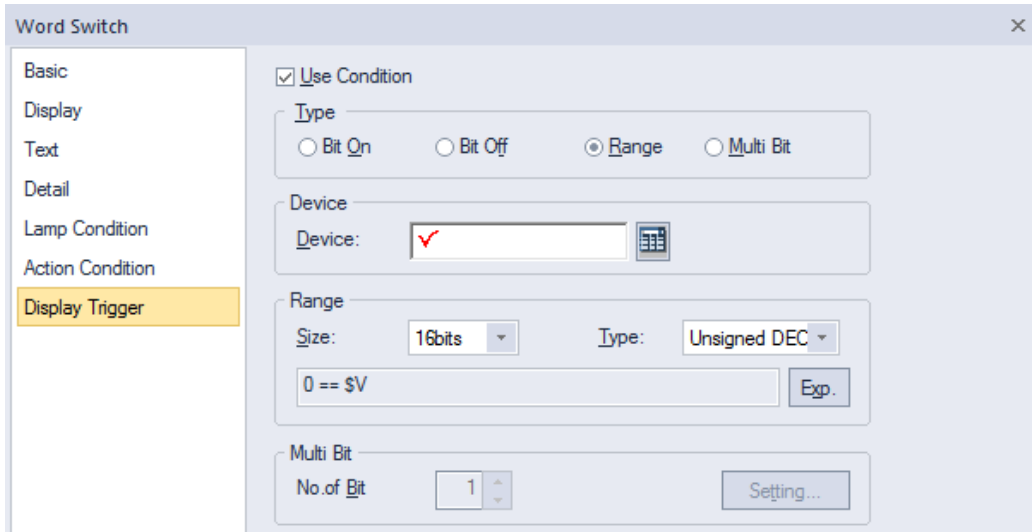 Word Switch
Basic
Display
Text
Detail
Lamp Condition
Action Condition
Display Trigger
Use Condition
Type
Bit On Bit Off Range Multi Bit
Device
Device:
Range
Size: 16bits Type: Unsigned DEC
0 == $V Exp.
Multi Bit
No.of Bit 1 Setting...